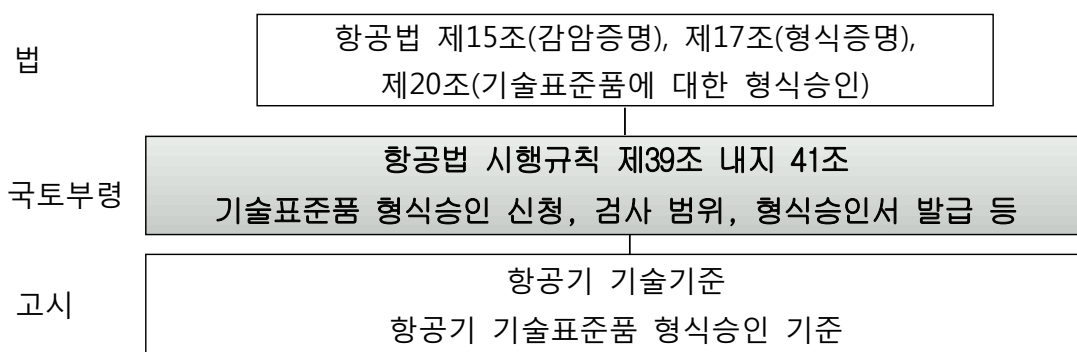 법
항공법 제15조(감암증명), 제17조(형식증명),
제20조(기술표준품에 대한 형식승인)
국토부령
항공법 시행규칙 제39조 내지 41조
기술표준품 형식승인 신청, 검사 범위, 형식승인서 발급 등
고시
항공기 기술기준
항공기 기술표준품 형식승인 기준